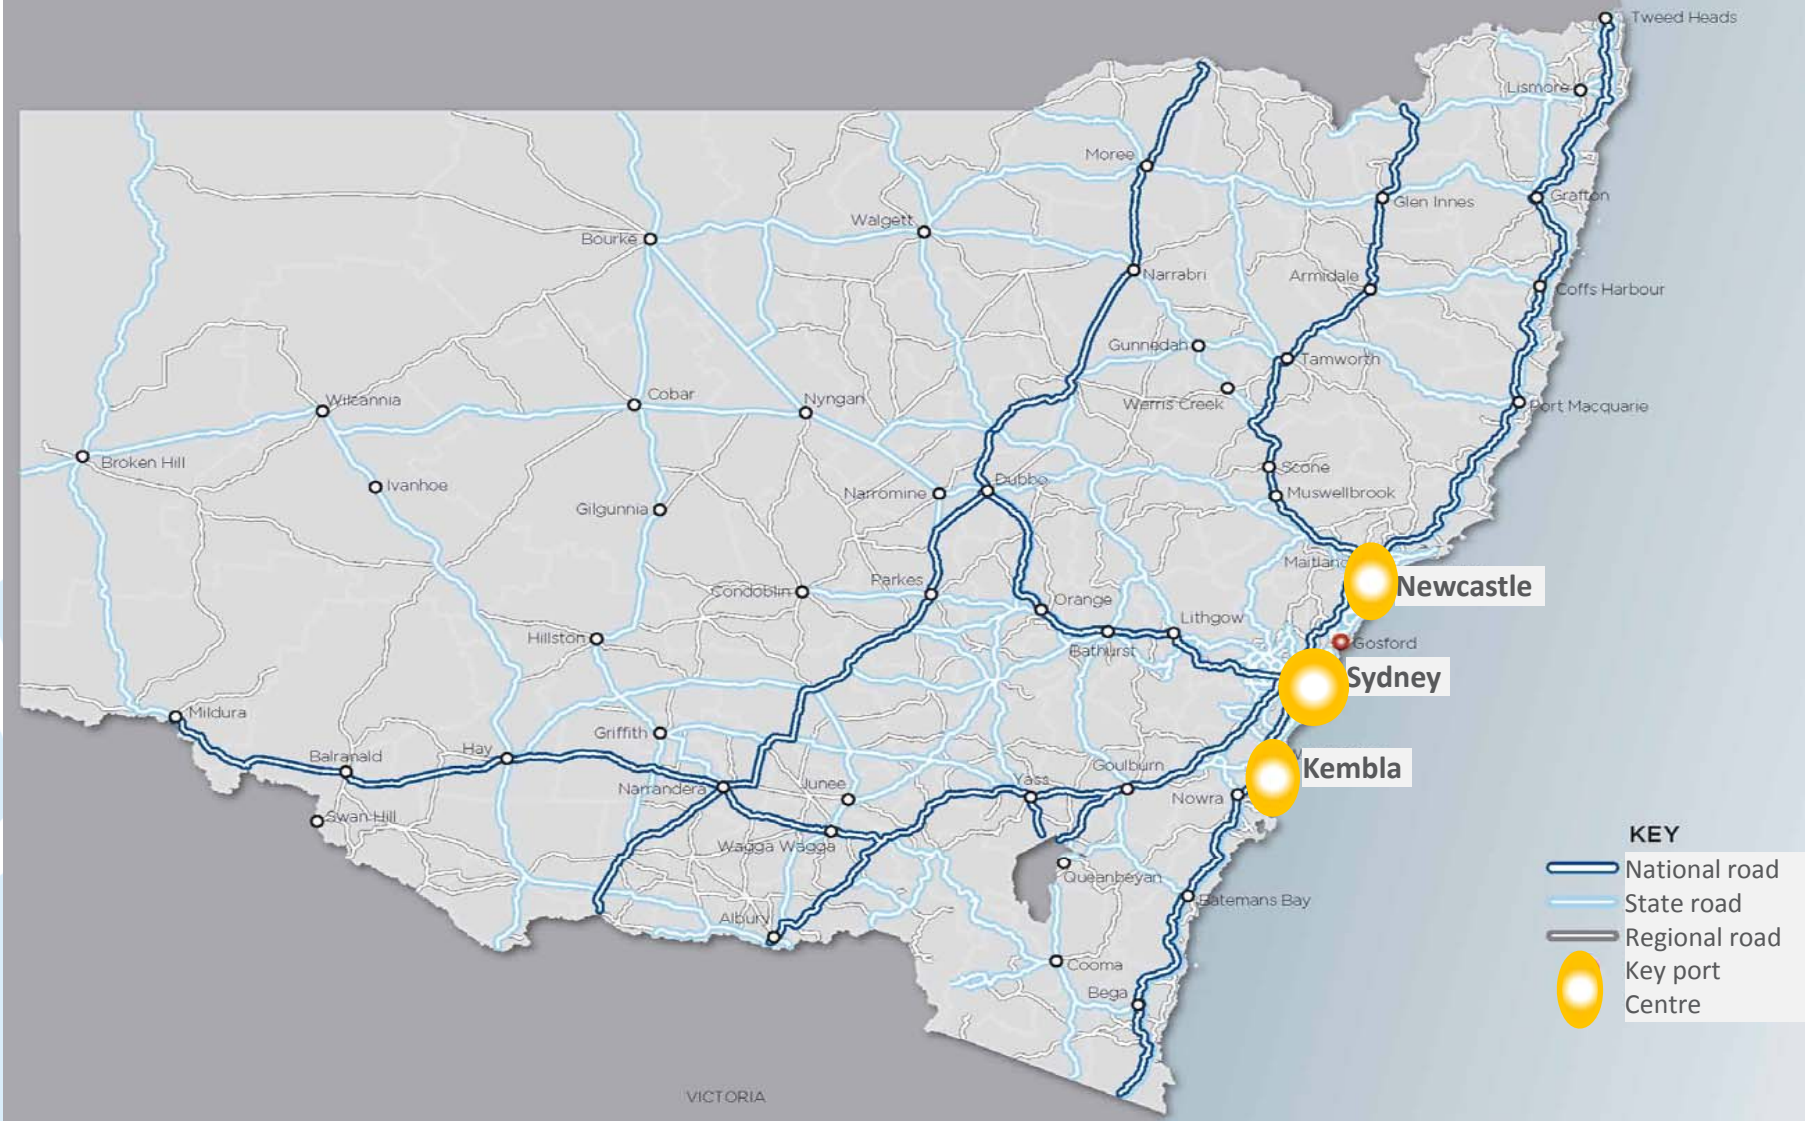 Tweed Heads
Lismore
Moree
Glen Innes
Grafton
Walgett
Bourke
Narrabri
Armidale
Coffs Harbour
Gunnedah
Tamworth
Wilcannia
Cobar
Nyngan
Werris Creek
Port Macquarie
Broken Hill
Scone
Ivanhoe
Narromine
Dubbo
Muswellbrook
Gilgunnia
Maitland
Newcastle
Condoblin
Parkes
Orange
Lithgow
Hillston
Bathurst
Gosford
Sydney
Mildura
Griffith
Balranald
Hay
Kembla
Narrandera
Junee
Yass
Goulburn
Nowra
Swan Hill
Wagga Wagga
Queanbeyan
Batemans Bay
Albury
Cooma
Bega
VICTORIA
KEY
National road
State road
Regional road
Key port
Centre